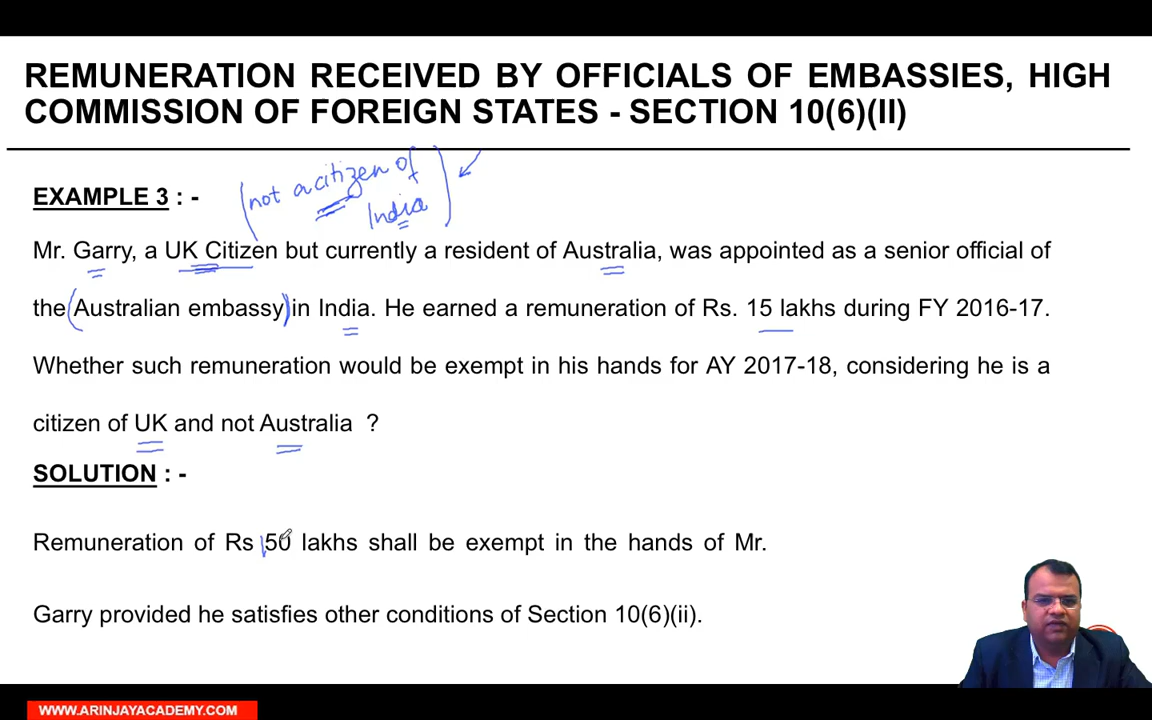 REMUNERATION RECEIVED BY OFFICIALS OF EMBASSIES, HIGH
COMMISSION OF FOREIGN STATES - SECTION 10(6)(II)
(not a citizen of
India)
EXAMPLE 3 : -
Mr. Garry, a UK Citizen but currently a resident of Australia, was appointed as a senior official of
the (Australian embassy) in India. He earned a remuneration of Rs. 15 lakhs during FY 2016-17.
Whether such remuneration would be exempt in his hands for AY 2017-18, considering he is a
citizen of UK and not Australia ?
SOLUTION : -
Remuneration of Rs 150 lakhs shall be exempt in the hands of Mr.
Garry provided he satisfies other conditions of Section 10(6)(ii).
WWW.ARINJAYACADEMY.COM